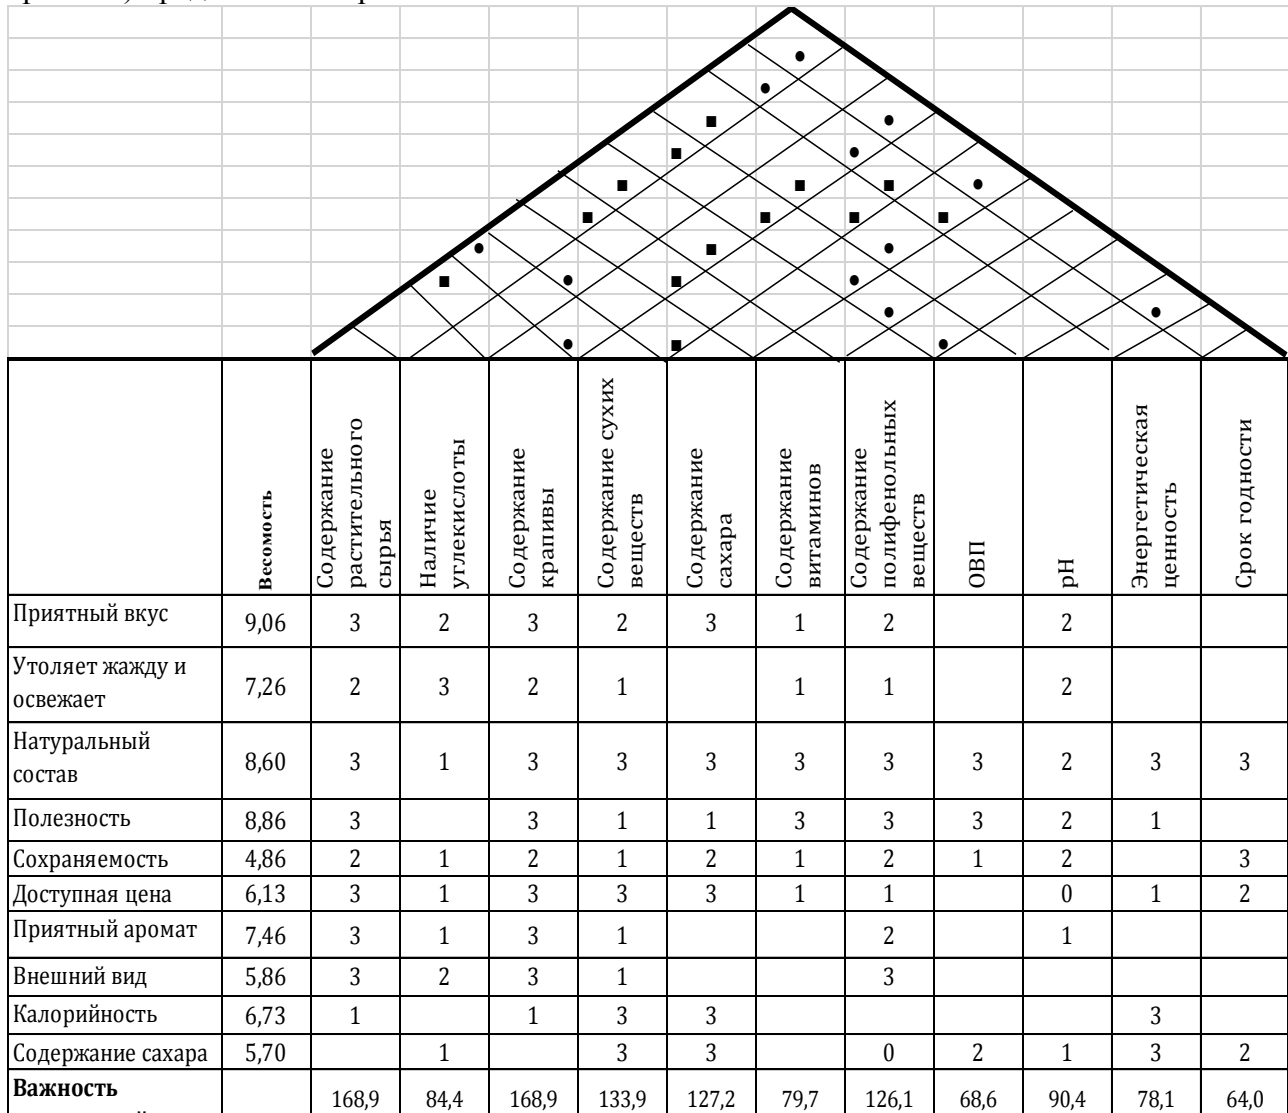 Весомость
Содержание растительного сырья
Наличие углекислоты
Содержание крапивы
Содержание сухих веществ
Содержание сахара
Содержание витаминов
Содержание полифенольных веществ
ОВП
pH
Энергетическая ценность
Срок годности
Приятный вкус 9,06 3 2 3 2 3 1 2 2
Утоляет жажду и
освежает 7,26 2 3 2 1 1 1 2
Натуральный
состав 8,60 3 1 3 3 3 3 3 3 2 3 3
Полезность 8,86 3 3 1 1 3 3 3 2 1
Сохраняемость 4,86 2 1 2 1 2 1 2 1 2 3
Доступная цена 6,13 3 1 3 3 3 1 1 0 1 2
Приятный аромат 7,46 3 1 3 1 2 1
Внешний вид 5,86 3 2 3 1 3
Калорийность 6,73 1 1 3 3 3
Содержание сахара 5,70 1 3 3 0 2 1 3 2
Важность 168,9 84,4 168,9 133,9 127,2 79,7 126,1 68,6 90,4 78,1 64,0